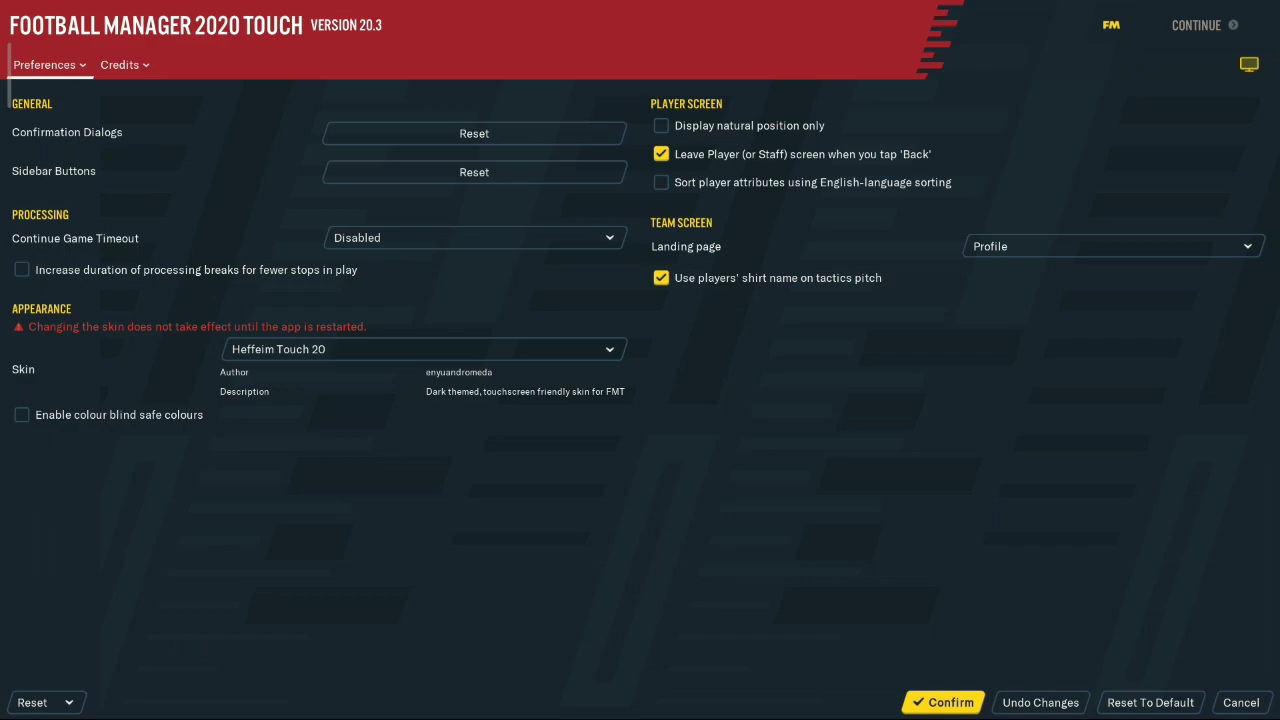 FOOTBALL MANAGER 2020 TOUCH VERSION 20.3
FM
CONTINUE
Preferences
Credits
GENERAL
Confirmation Dialogs
Reset
Sidebar Buttons
Reset
PROCESSING
Continue Game Timeout
Disabled
Increase duration of processing breaks for fewer stops in play
APPEARANCE
Changing the skin does not take effect until the app is restarted.
Skin
Heffeim Touch 20
Author
enyuandromeda
Description
Dark themed, touchscreen friendly skin for FMT
Enable colour blind safe colours
PLAYER SCREEN
Display natural position only
Leave Player (or Staff) screen when you tap 'Back'
Sort player attributes using English-language sorting
TEAM SCREEN
Landing page
Profile
Use players' shirt name on tactics pitch
Reset
Confirm
Undo Changes
Reset To Default
Cancel